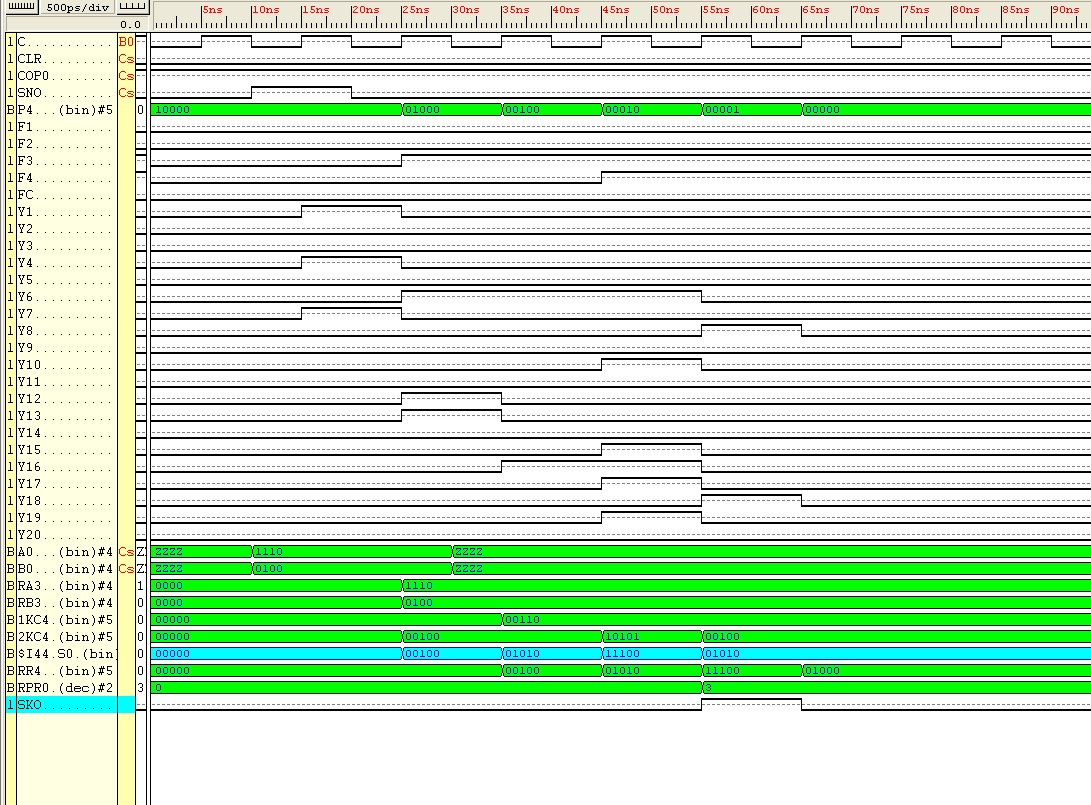 500ps/div
5ns 10ns 15ns 20ns 25ns 30ns 35ns 40ns 45ns 50ns 55ns 60ns 65ns 70ns 75ns 80ns 85ns 90ns
0.0
1 C.......... B0
1 CLR......... Cs
1 COP0........ Cs
1 SNO......... Cs
B P4...(bin)#5 0 10000 01000 00100 00010 00001 00000
1 F1..........
1 F2..........
1 F3..........
1 F4..........
1 FC..........
1 Y1..........
1 Y2..........
1 Y3..........
1 Y4..........
1 Y5..........
1 Y6..........
1 Y7..........
1 Y8..........
1 Y9..........
1 Y10.........
1 Y11.........
1 Y12.........
1 Y13.........
1 Y14.........
1 Y15.........
1 Y16.........
1 Y17.........
1 Y18.........
1 Y19.........
1 Y20.........
B A0...(bin)#4 Cs Z ZZZZ 1110 ZZZZ
B B0...(bin)#4 Cs Z ZZZZ 0100 ZZZZ
B RA3..(bin)#4 1 0000 1110
B RB3..(bin)#4 0 0000 0100
B 1KC4.(bin)#5 0 00000 00110
B 2KC4.(bin)#5 0 00000 00100 10101 00100
B $I44.S0.(bin) 0 00000 00100 01010 11100 01010
B RR4..(bin)#5 0 00000 00100 01010 11100 01000
B RPR0.(dec)#2 3 0 3
1 SKO.........